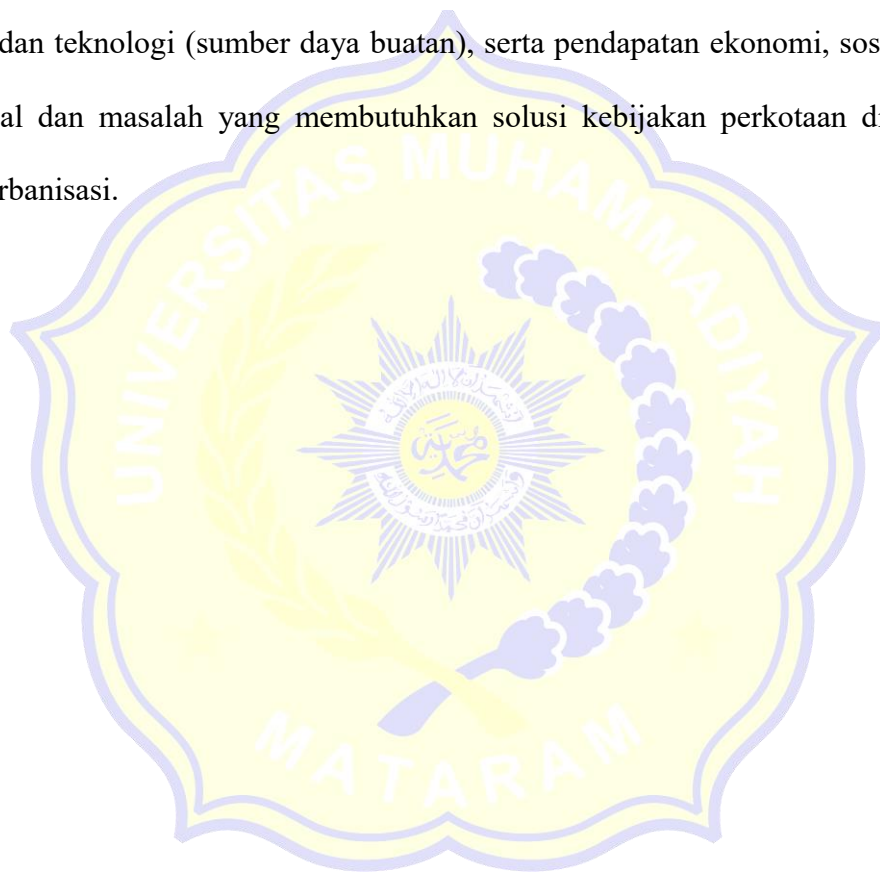 dan teknologi (sumber daya buatan), serta pendapatan ekonomi, sos
al dan masalah yang membutuhkan solusi kebijakan perkotaan di
rbanisasi.
UNIVERSITAS MUHAMMADIYAH
MATARAM